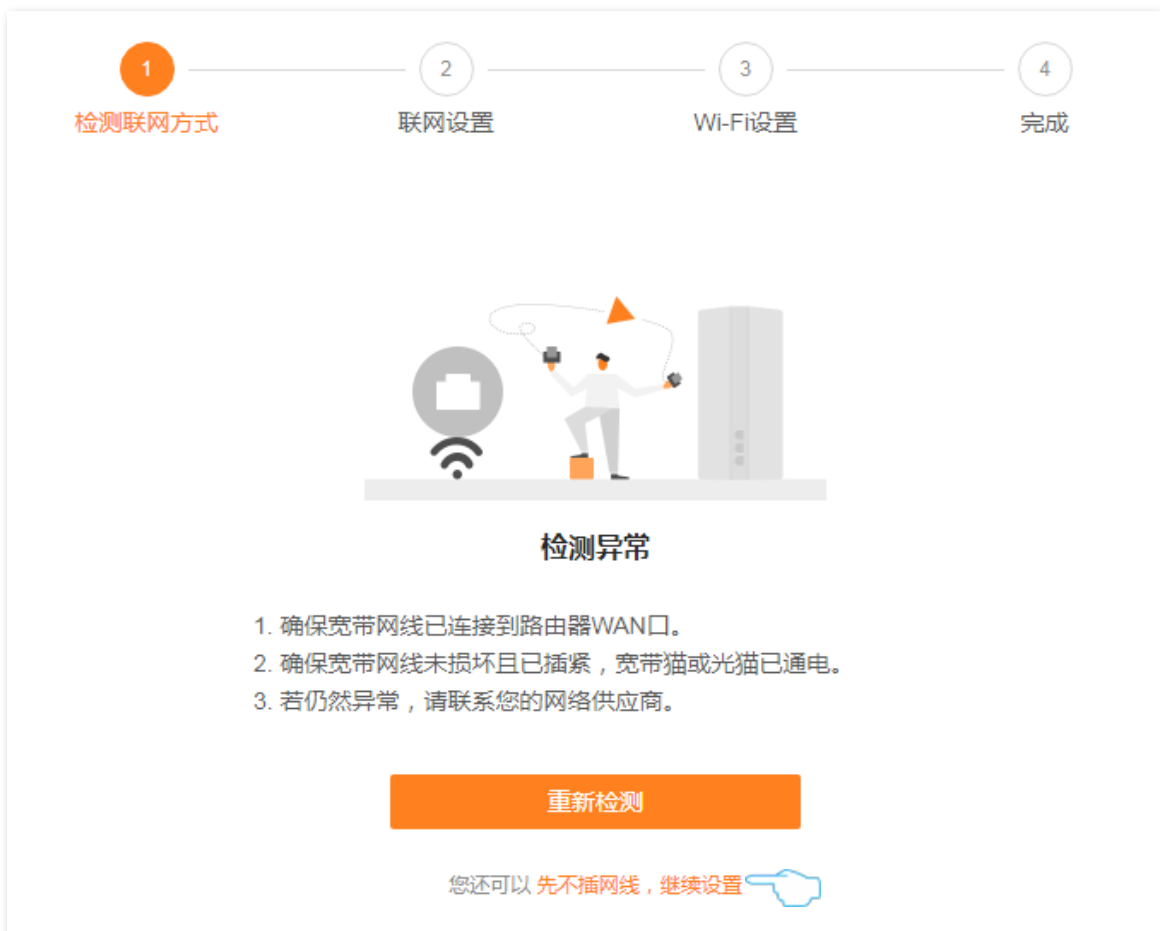 1
2
3
4
检测联网方式
联网设置
Wi-Fi设置
完成
检测异常
1. 确保宽带网线已连接到路由器WAN口。
2. 确保宽带网线未损坏且已插紧，宽带猫或光猫已通电。
3. 若仍然异常，请联系您的网络供应商。
重新检测
您还可以 先不插网线，继续设置